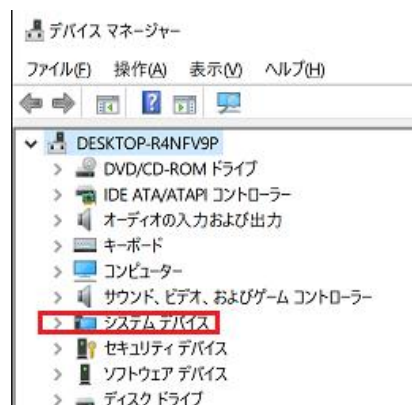 デバイス マネージャー
ファイル(F) 操作(A) 表示(V) ヘルプ(H)
DESKTOP-R4NFV9P
DVD/CD-ROM ドライブ
IDE ATA/ATAPI コントローラー
オーディオの入力および出力
キーボード
コンピューター
サウンド、ビデオ、およびゲーム コントローラー
システム デバイス
セキュリティ デバイス
ソフトウェア デバイス
ディスク ドライブ